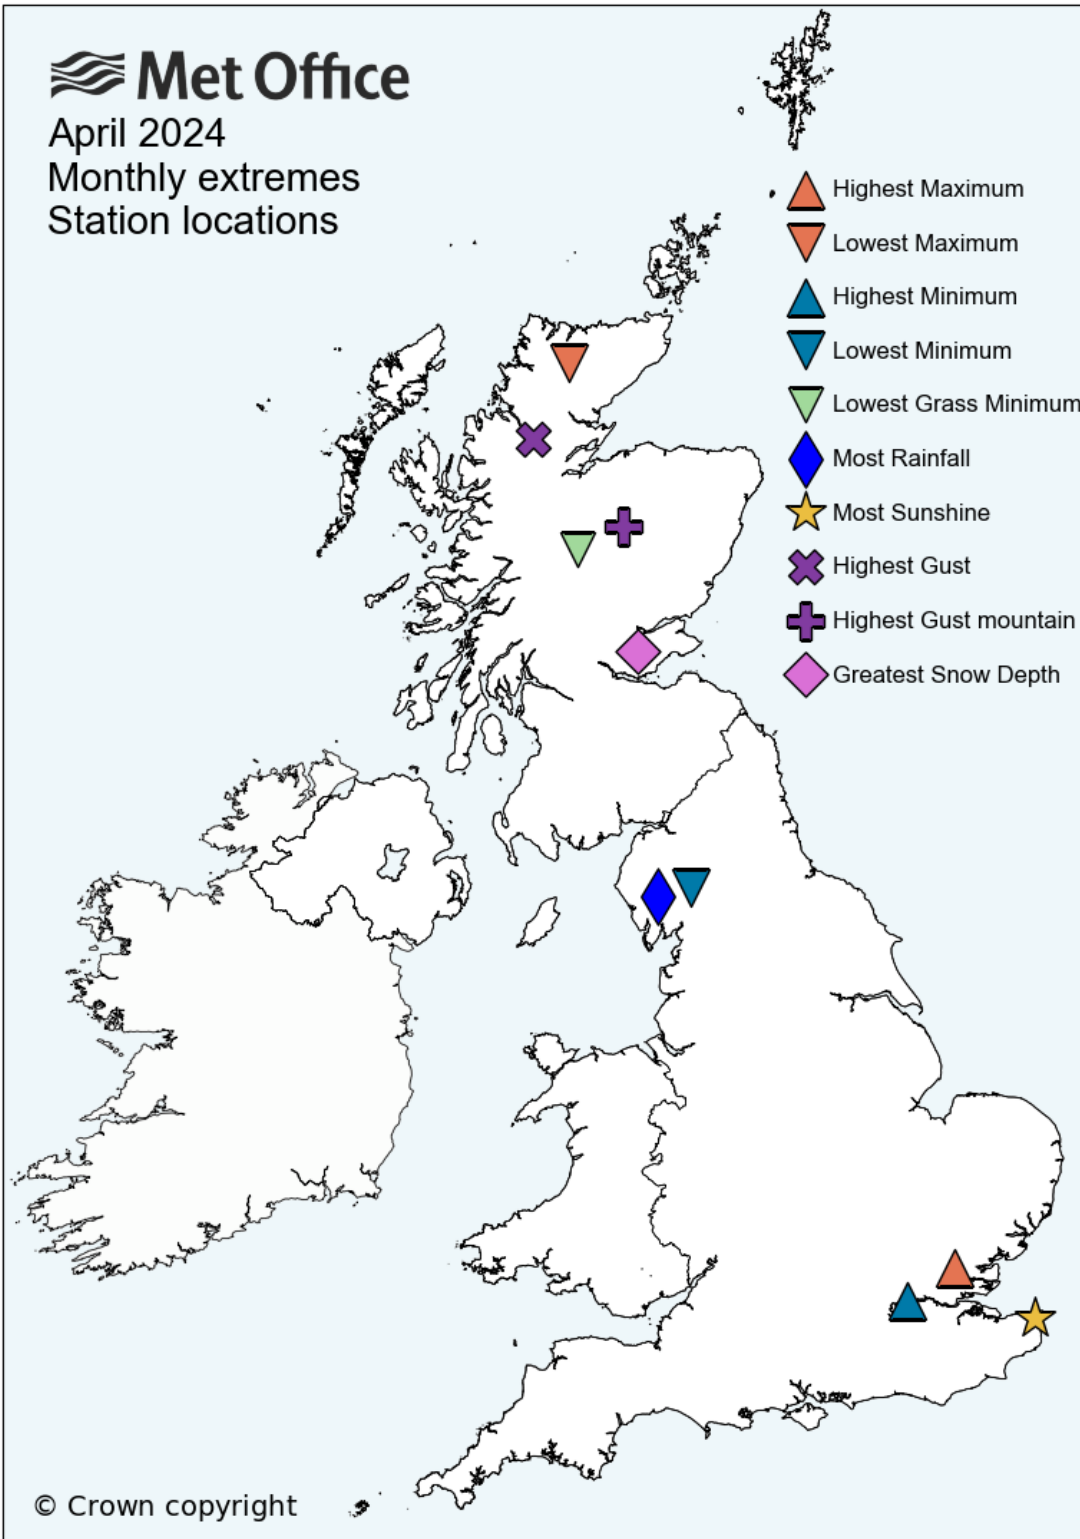 Met Office
April 2024
Monthly extremes
Station locations
Highest Maximum
Lowest Maximum
Highest Minimum
Lowest Minimum
Lowest Grass Minimum
Most Rainfall
Most Sunshine
Highest Gust
Highest Gust mountain
Greatest Snow Depth
© Crown copyright